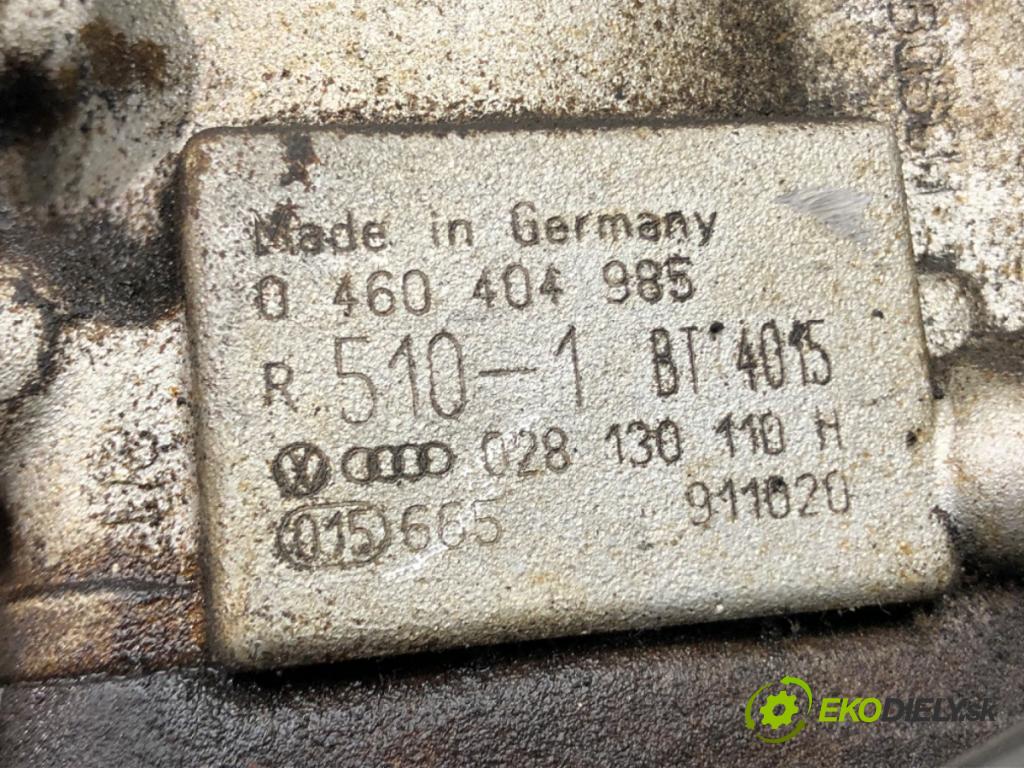 Made in Germany
0 460 404 985
R 510-1 BT 4015
028 130 110 H
015 665 911020
EKODIELY.SK